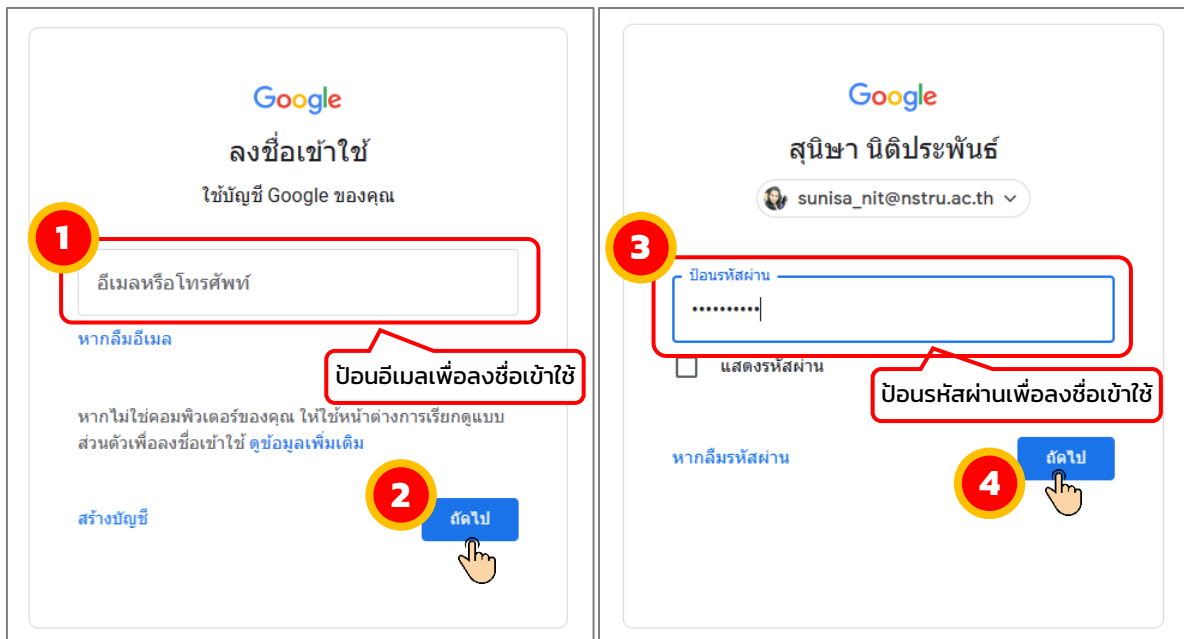 Google
ลงชื่อเข้าใช้
ใช้บัญชี Google ของคุณ
1
อีเมลหรือโทรศัพท์
หากลืมอีเมล
ป้อนอีเมลเพื่อลงชื่อเข้าใช้
หากไม่ใช่คอมพิวเตอร์ของคุณ ให้ใช้หน้าต่างการเรียกดูแบบ
ส่วนตัวเพื่อลงชื่อเข้าใช้ ดูข้อมูลเพิ่มเติม
2
สร้างบัญชี
ถัดไป
Google
สุนิษา นิติประพันธ์
sunisa_nit@nstru.ac.th
3
ป้อนรหัสผ่าน
••••••••••
แสดงรหัสผ่าน
ป้อนรหัสผ่านเพื่อลงชื่อเข้าใช้
หากลืมรหัสผ่าน
4
ถัดไป